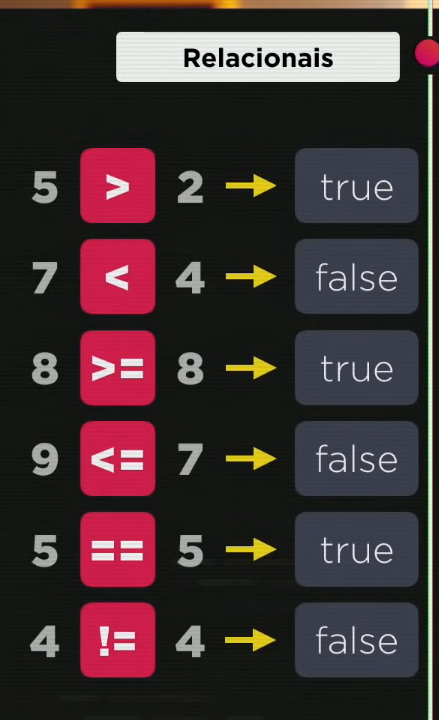 Relacionais
5 > 2 → true
7 < 4 → false
8 >= 8 → true
9 <= 7 → false
5 == 5 → true
4 != 4 → false